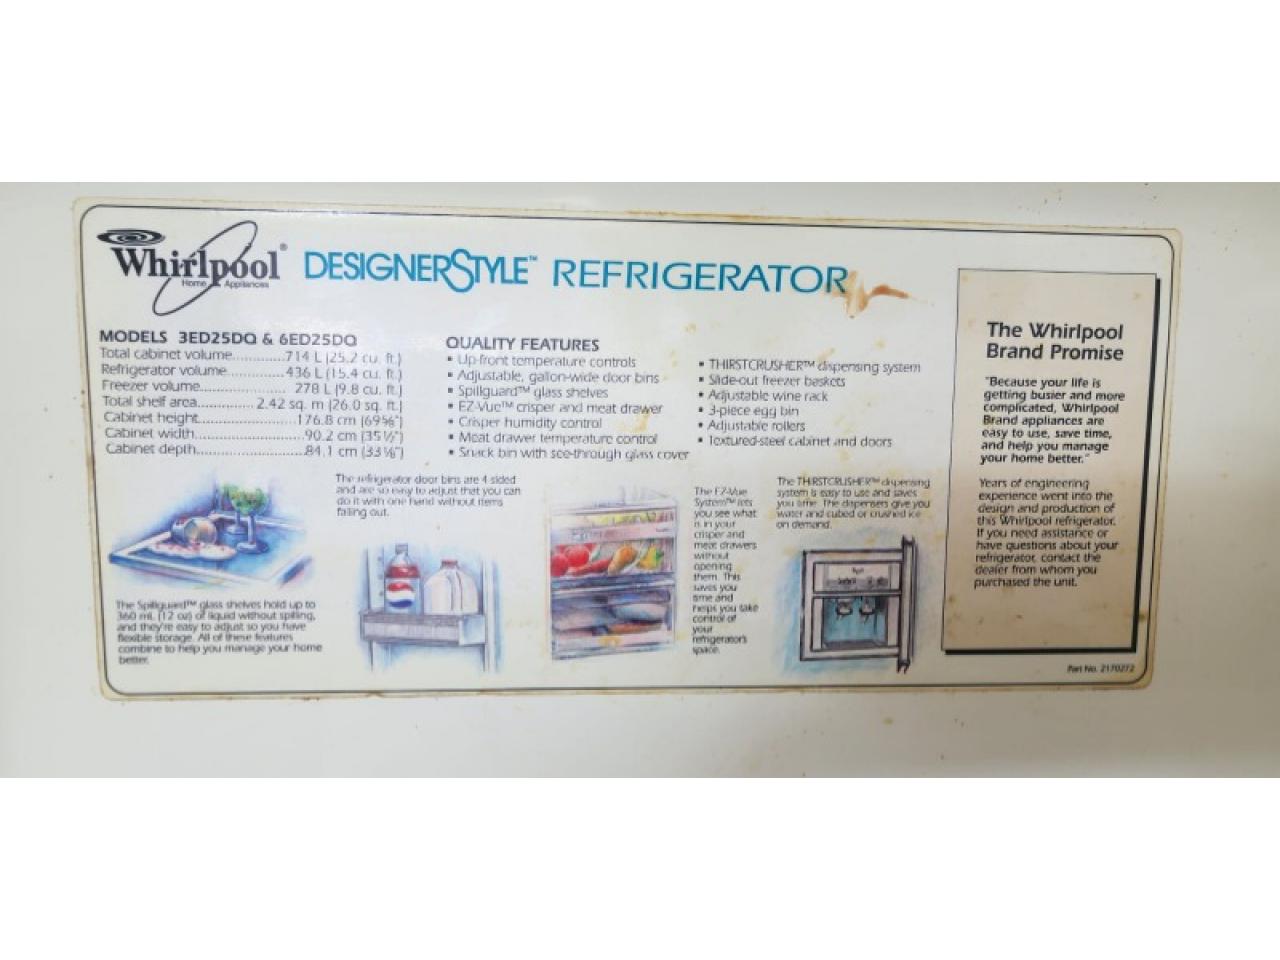 Whirlpool®
Home Appliances
DESIGNERSTYLE™ REFRIGERATOR
MODELS 3ED25DQ & 6ED25DQ
Total cabinet volume.............714 L (25.2 cu. ft.)
Refrigerator volume..............436 L (15.4 cu. ft.)
Freezer volume.................... 278 L (9.8 cu. ft.)
Total shelf area............. 2.42 sq. m (26.0 sq. ft.)
Cabinet height......................176.8 cm (69⅝")
Cabinet width.........................90.2 cm (35½")
Cabinet depth........................84.1 cm (33⅛")
QUALITY FEATURES
▪ Up-front temperature controls
▪ Adjustable, gallon-wide door bins
▪ Spillguard™ glass shelves
▪ EZ-Vue™ crisper and meat drawer
▪ Crisper humidity control
▪ Meat drawer temperature control
▪ Snack bin with see-through glass cover
▪ THIRSTCRUSHER™ dispensing system
▪ Slide-out freezer baskets
▪ Adjustable wine rack
▪ 3-piece egg bin
▪ Adjustable rollers
▪ Textured-steel cabinet and doors
The Spillguard™ glass shelves hold up to
360 mL (12 oz) of liquid without spilling,
and they're easy to adjust so you have
flexible storage. All of these features
combine to help you manage your home
better.
The refrigerator door bins are 4 sided
and are so easy to adjust that you can
do it with one hand without items
falling out.
The EZ-Vue
System™ lets
you see what
is in your
crisper and
meat drawers
without
opening
them. This
saves you
time and
helps you take
control of
your
refrigerator's
space.
The THIRSTCRUSHER™ dispensing
system is easy to use and saves
you time. The dispensers give you
water and cubed or crushed ice
on demand.
The Whirlpool
Brand Promise
"Because your life is
getting busier and more
complicated, Whirlpool
Brand appliances are
easy to use, save time,
and help you manage
your home better."
Years of engineering
experience went into the
design and production of
this Whirlpool refrigerator.
If you need assistance or
have questions about your
refrigerator, contact the
dealer from whom you
purchased the unit.
Part No. 2170272